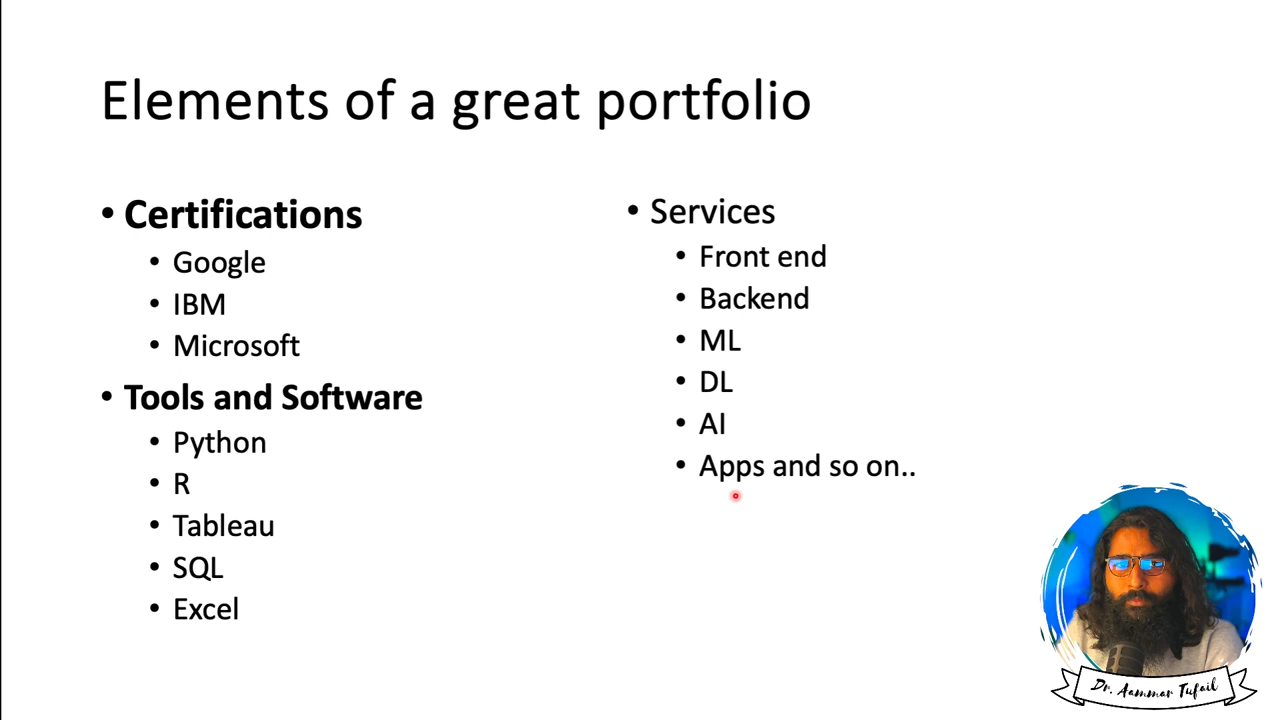 Elements of a great portfolio
• Certifications
• Google
• IBM
• Microsoft
• Tools and Software
• Python
• R
• Tableau
• SQL
• Excel
• Services
• Front end
• Backend
• ML
• DL
• AI
• Apps and so on..
Dr. Aammar Tufail